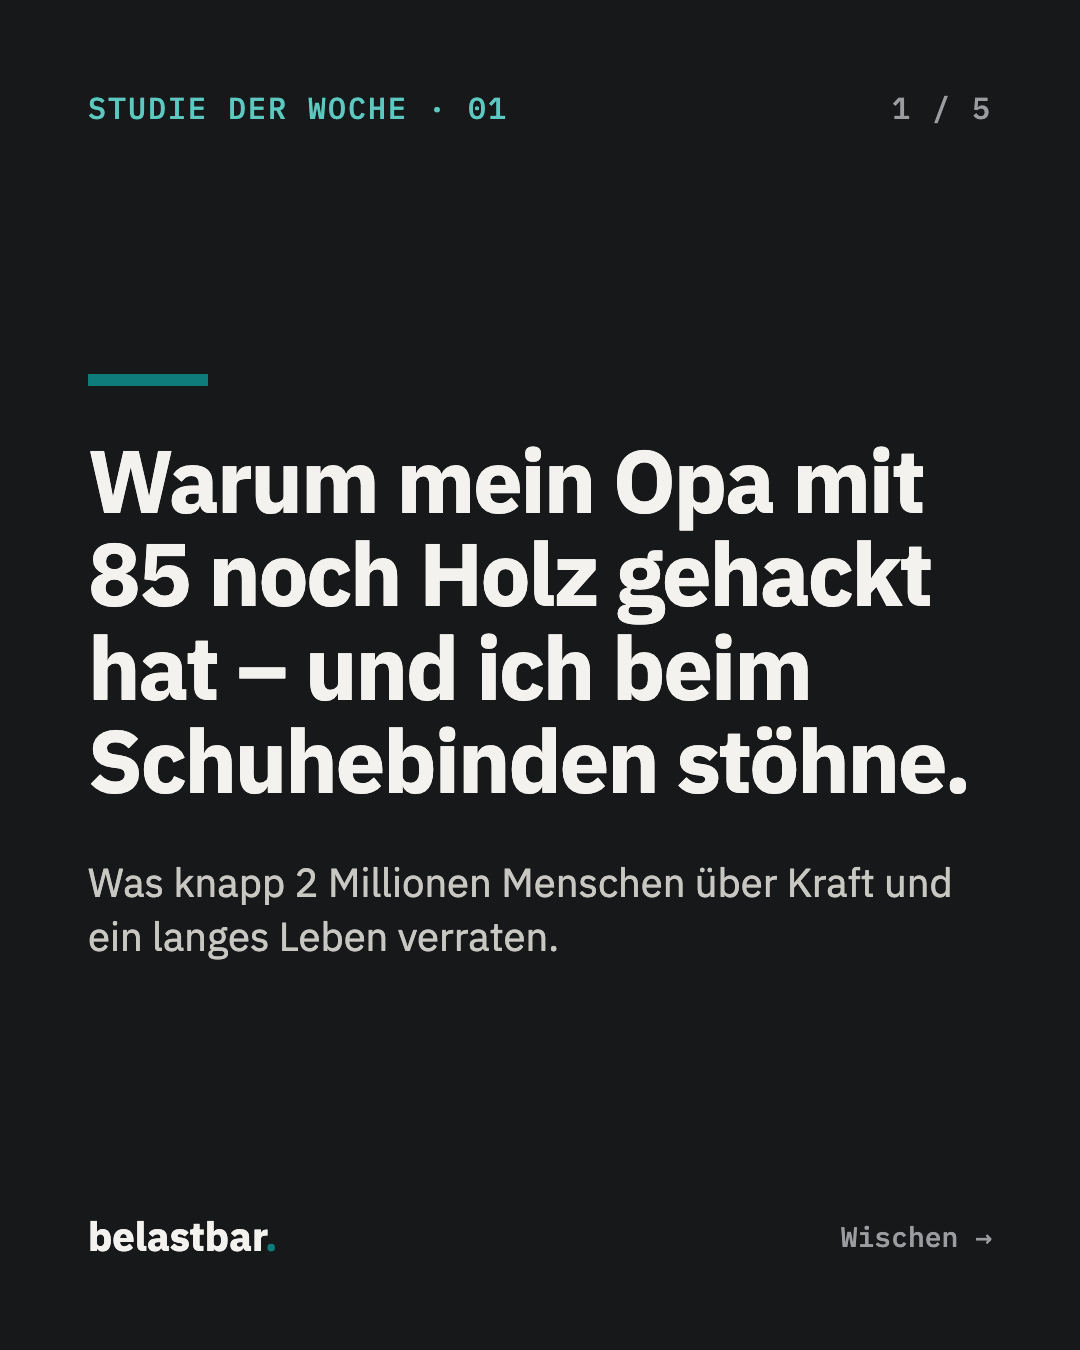 STUDIE DER WOCHE · 01
1 / 5
Warum mein Opa mit
85 noch Holz gehackt
hat – und ich beim
Schuhebinden stöhne.
Was knapp 2 Millionen Menschen über Kraft und
ein langes Leben verraten.
belastbar.
Wischen →